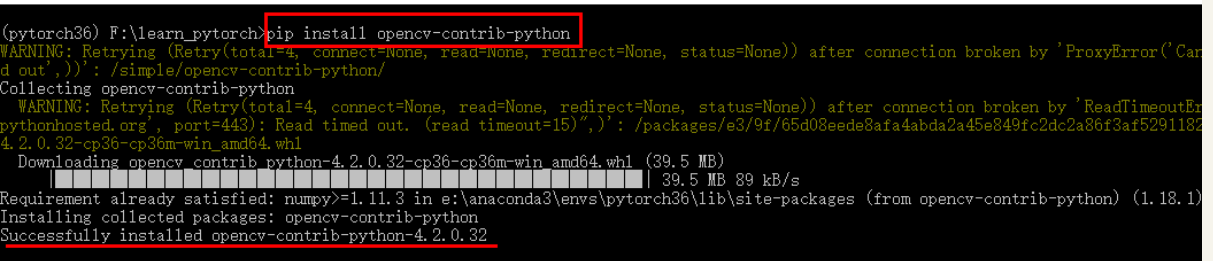 (pytorch36) F:\learn_pytorch>pip install opencv-contrib-python
WARNING: Retrying (Retry(total=4, connect=None, read=None, redirect=None, status=None)) after connection broken by 'ProxyError('Can
d out',))': /simple/opencv-contrib-python/
Collecting opencv-contrib-python
WARNING: Retrying (Retry(total=4, connect=None, read=None, redirect=None, status=None)) after connection broken by 'ReadTimeoutEr
pythonhosted.org', port=443): Read timed out. (read timeout=15)",)': /packages/e3/9f/65d08eede8afa4abda2a45e849fc2dc2a86f3af5291182
4.2.0.32-cp36-cp36m-win_amd64.whl
Downloading opencv_contrib_python-4.2.0.32-cp36-cp36m-win_amd64.whl (39.5 MB)
| 39.5 MB 89 kB/s
Requirement already satisfied: numpy>=1.11.3 in e:\anaconda3\envs\pytorch36\lib\site-packages (from opencv-contrib-python) (1.18.1)
Installing collected packages: opencv-contrib-python
Successfully installed opencv-contrib-python-4.2.0.32